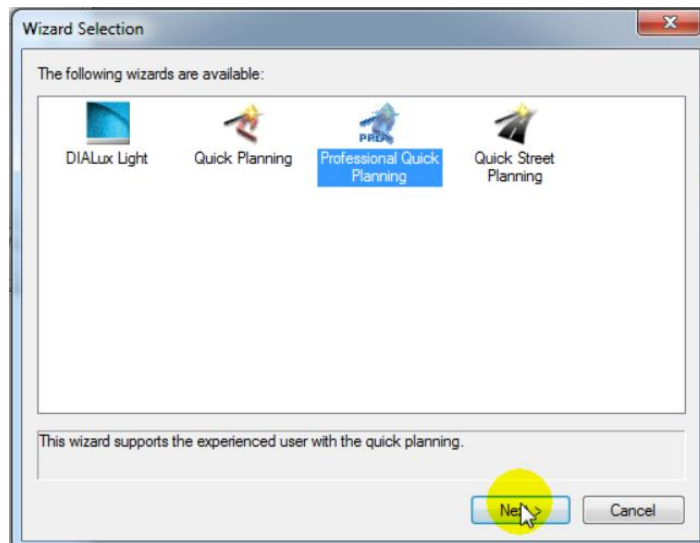 Wizard Selection
The following wizards are available:
DIALux Light
Quick Planning
Professional Quick
Planning
Quick Street
Planning
This wizard supports the experienced user with the quick planning.
Next >
Cancel